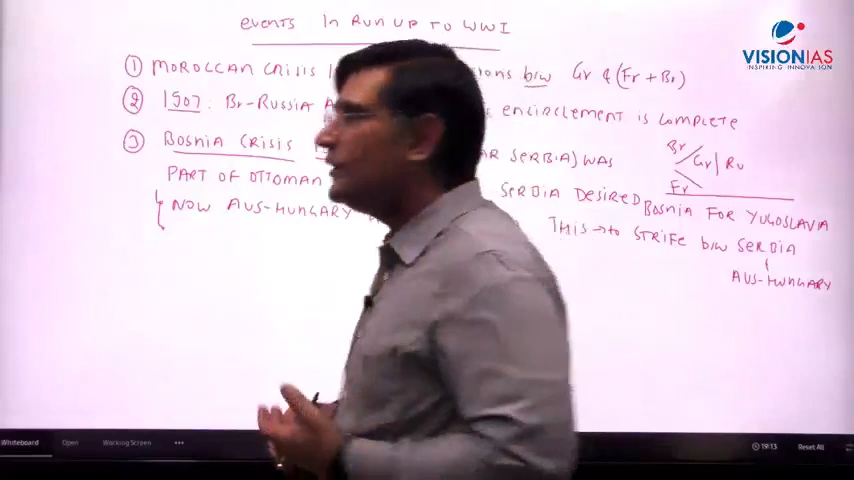 EVENTS IN RUN UP TO WWI
VISIONIAS
INSPIRING INNOVATION
① MOROCCAN CRISIS b/w Gr & (Fr + Br)
② 1907: Br-RUSSIA ENCIRCLEMENT IS COMPLETE
③ BOSNIA CRISIS SERBIA) WAS
Br Gr Ru
Fr
PART OF OTTOMAN SERBIA DESIRED BOSNIA FOR YUGOSLAVIA
NOW AUS-HUNGARY THIS → to STRIFE b/w SERBIA
AUS-HUNGARY
Whiteboard Open Working Screen ••• 19:13 Reset All